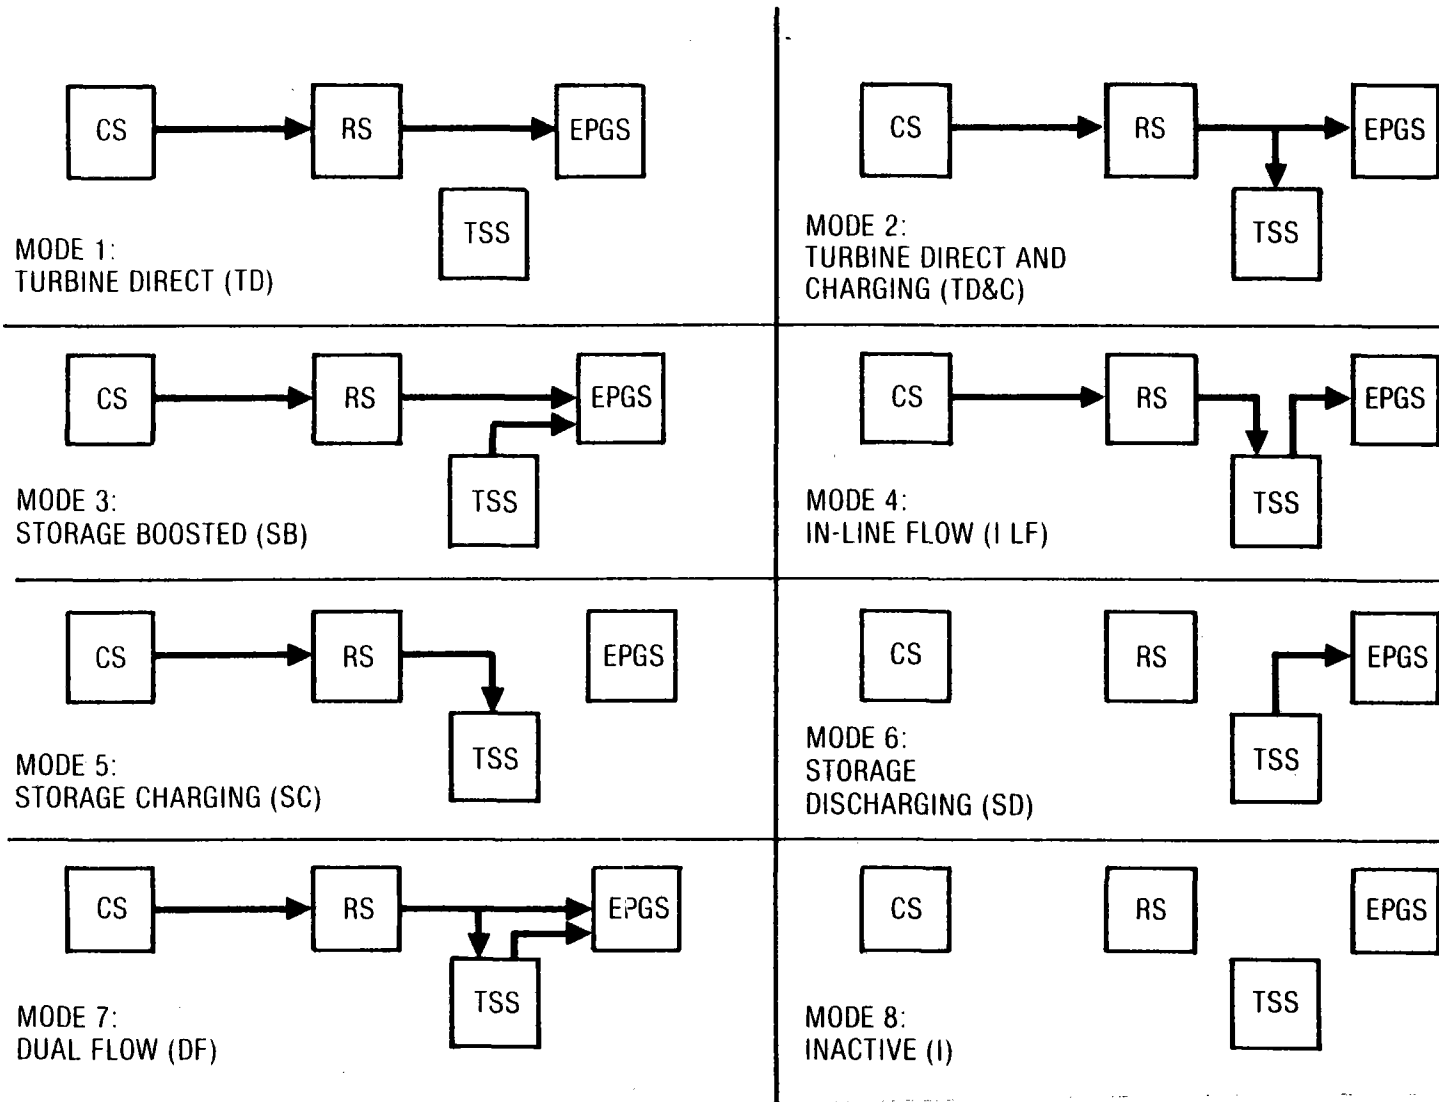 CS
RS
EPGS
TSS
MODE 1:
TURBINE DIRECT (TD)
CS
RS
EPGS
TSS
MODE 2:
TURBINE DIRECT AND
CHARGING (TD&C)
CS
RS
EPGS
TSS
MODE 3:
STORAGE BOOSTED (SB)
CS
RS
EPGS
TSS
MODE 4:
IN-LINE FLOW (I LF)
CS
RS
EPGS
TSS
MODE 5:
STORAGE CHARGING (SC)
CS
RS
EPGS
TSS
MODE 6:
STORAGE
DISCHARGING (SD)
CS
RS
EPGS
TSS
MODE 7:
DUAL FLOW (DF)
CS
RS
EPGS
TSS
MODE 8:
INACTIVE (I)